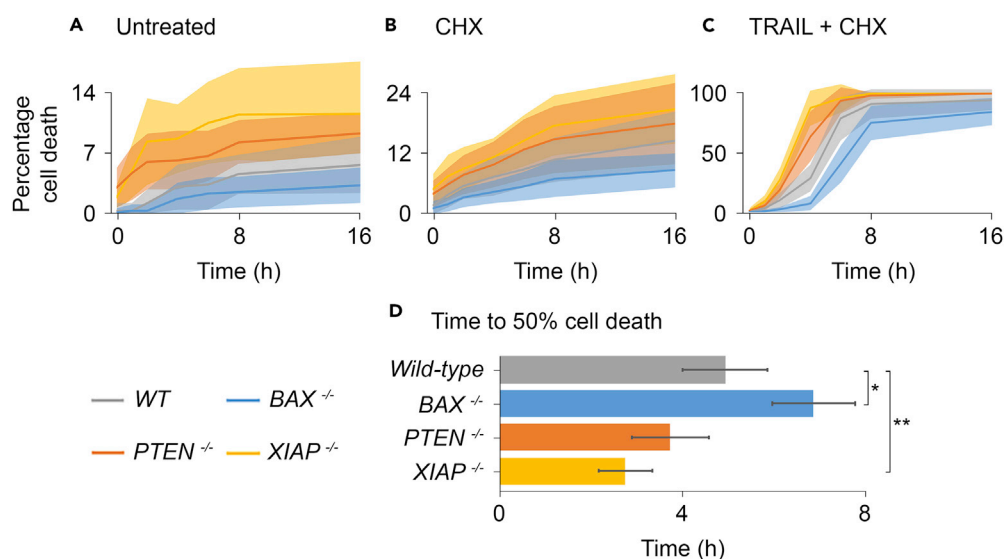 A Untreated
B CHX
C TRAIL + CHX
Percentage
cell death
14
7
0
0 8 16
Time (h)
24
12
0
0 8 16
Time (h)
100
50
0
0 8 16
Time (h)
D Time to 50% cell death
Wild-type
BAX -/-
PTEN -/-
XIAP -/-
*
**
0 4 8
Time (h)
WT
BAX -/-
PTEN -/-
XIAP -/-